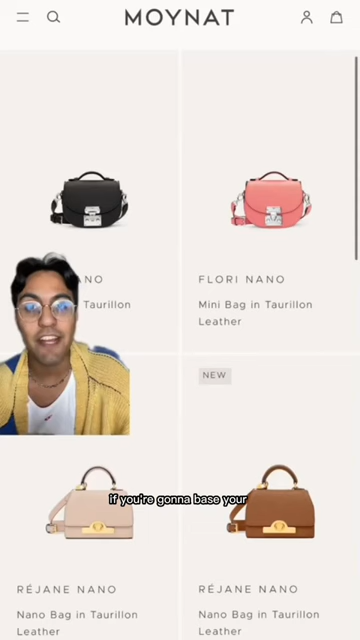 MOYNAT
NANO
Taurillon
FLORI NANO
Mini Bag in Taurillon
Leather
NEW
if you're gonna base your
RÉJANE NANO
Nano Bag in Taurillon
Leather
RÉJANE NANO
Nano Bag in Taurillon
Leather